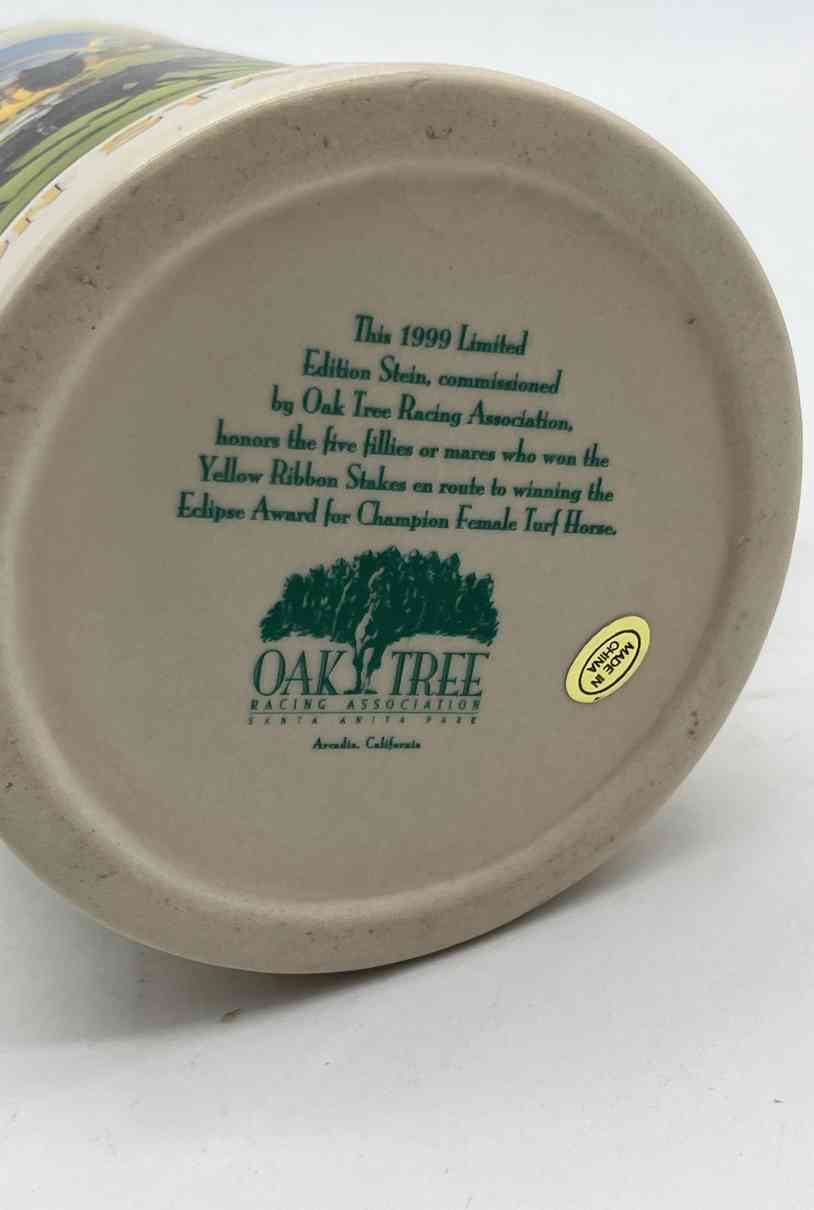 This 1999 Limited
Edition Stein, commissioned
by Oak Tree Racing Association,
honors the five fillies or mares who won the
Yellow Ribbon Stakes en route to winning the
Eclipse Award for Champion Female Turf Horse.
OAK TREE
RACING ASSOCIATION
SANTA ANITA PARK
Arcadia, California
MADE IN
CHINA